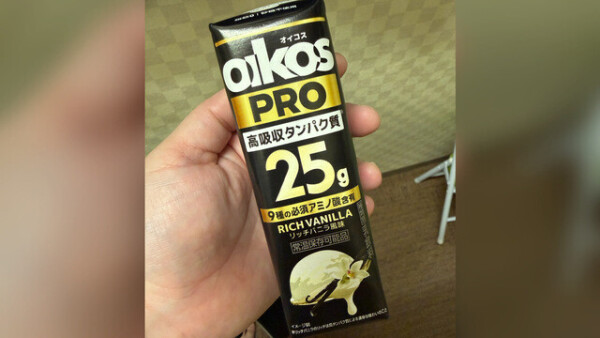 オイコス
OIKOS
PRO
高吸収タンパク質
25g
9種の必須アミノ酸含有
RICH VANILLA
リッチバニラ風味
常温保存可能品